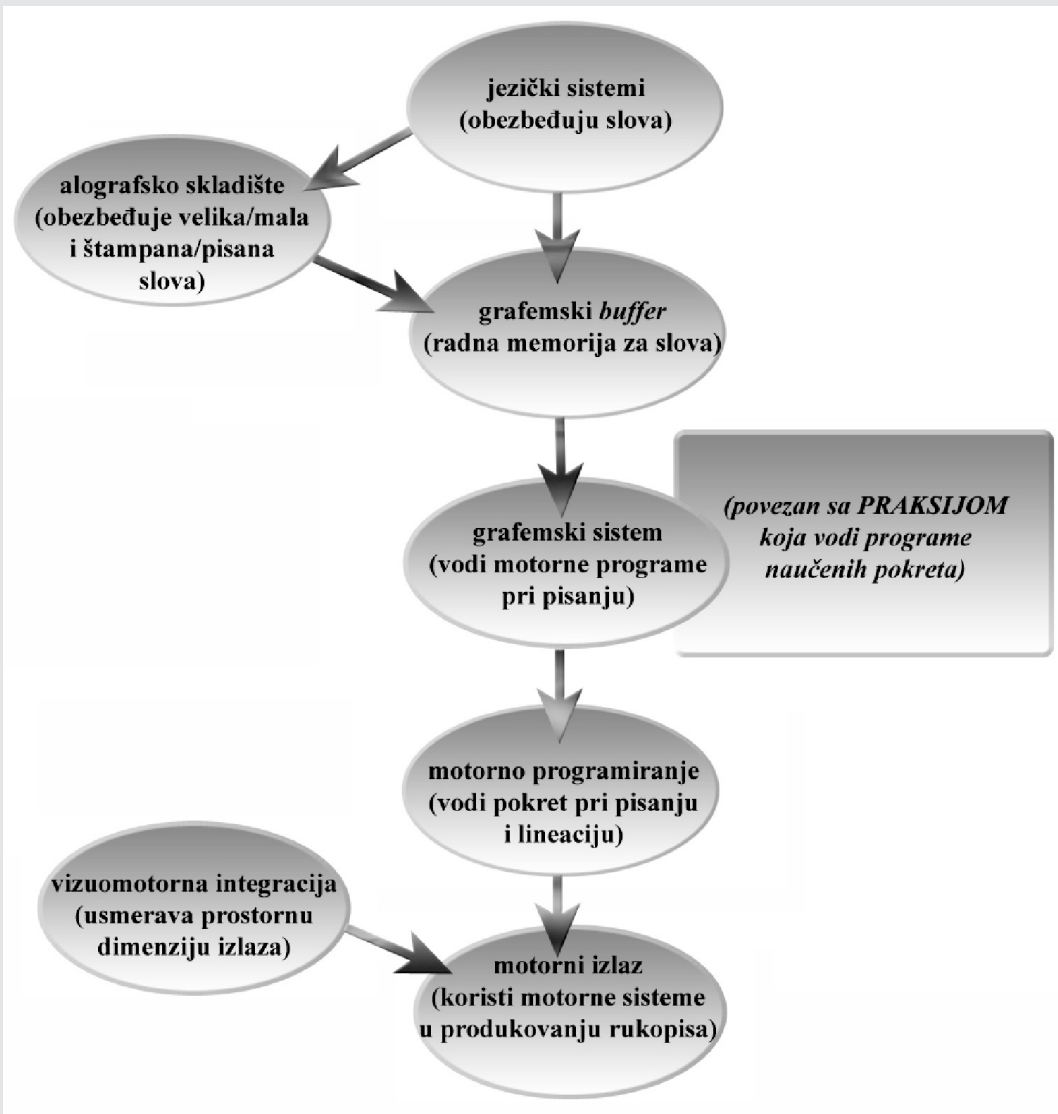 jezički sistemi
(obezbeđuju slova)
alografsko skladište
(obezbeđuje velika/mala
i štampana/pisana
slova)
grafemski buffer
(radna memorija za slova)
grafemski sistem
(vodi motorne programe
pri pisanju)
(povezan sa PRAKSIJOM
koja vodi programe
naučenih pokreta)
motorno programiranje
(vodi pokret pri pisanju
i lineaciju)
vizuomotorna integracija
(usmerava prostornu
dimenziju izlaza)
motorni izlaz
(koristi motorne sisteme
u produkovanju rukopisa)